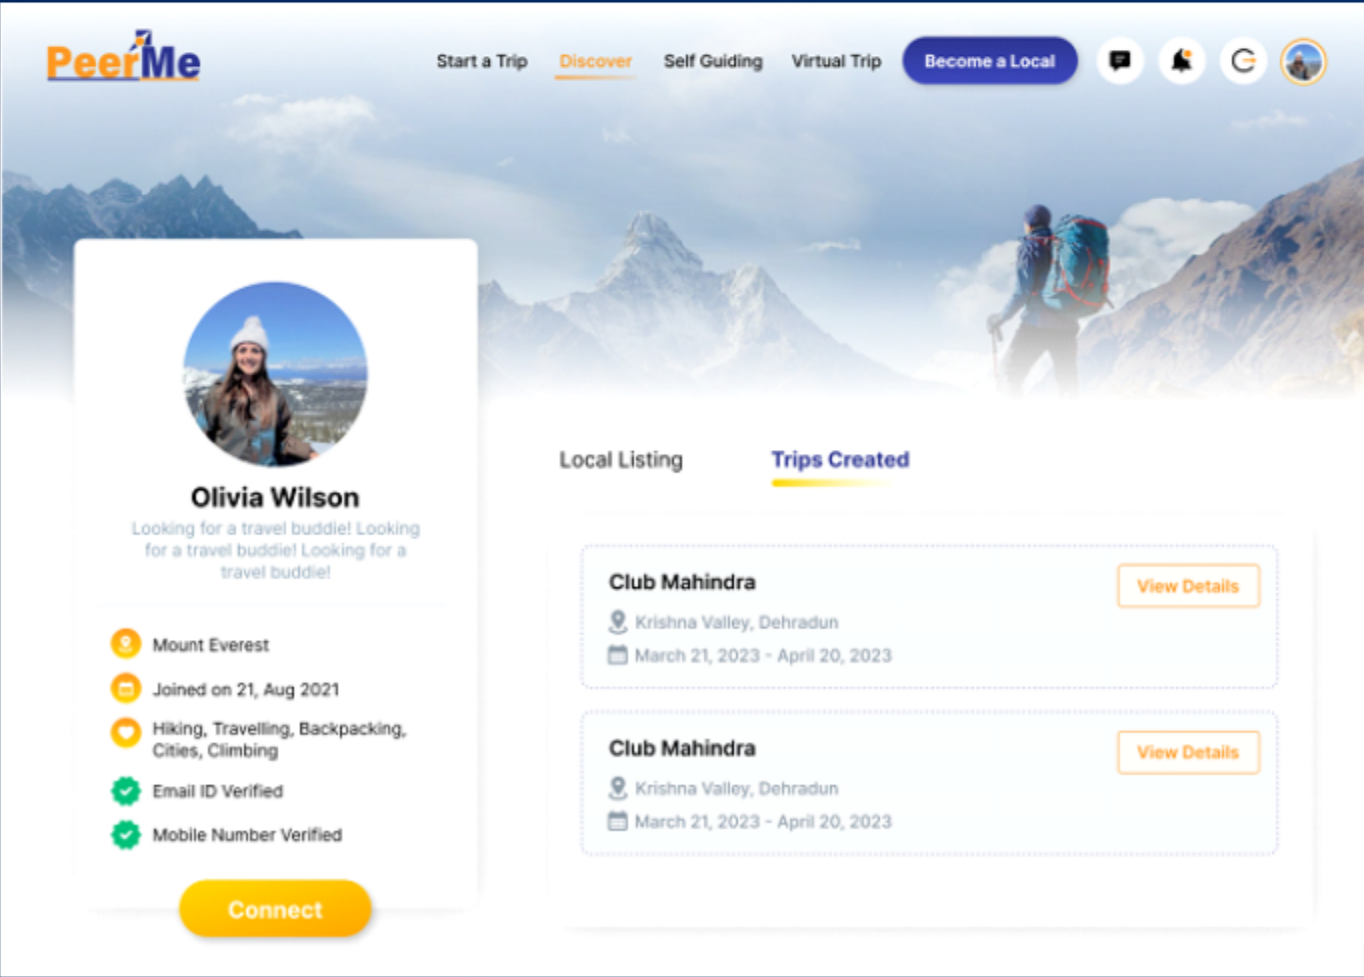 PeerMe
Start a Trip
Discover
Self Guiding
Virtual Trip
Become a Local
Olivia Wilson
Looking for a travel buddie! Looking
for a travel buddie! Looking for a
travel buddie!
Mount Everest
Joined on 21, Aug 2021
Hiking, Travelling, Backpacking,
Cities, Climbing
Email ID Verified
Mobile Number Verified
Connect
Local Listing
Trips Created
Club Mahindra
View Details
Krishna Valley, Dehradun
March 21, 2023 - April 20, 2023
Club Mahindra
View Details
Krishna Valley, Dehradun
March 21, 2023 - April 20, 2023